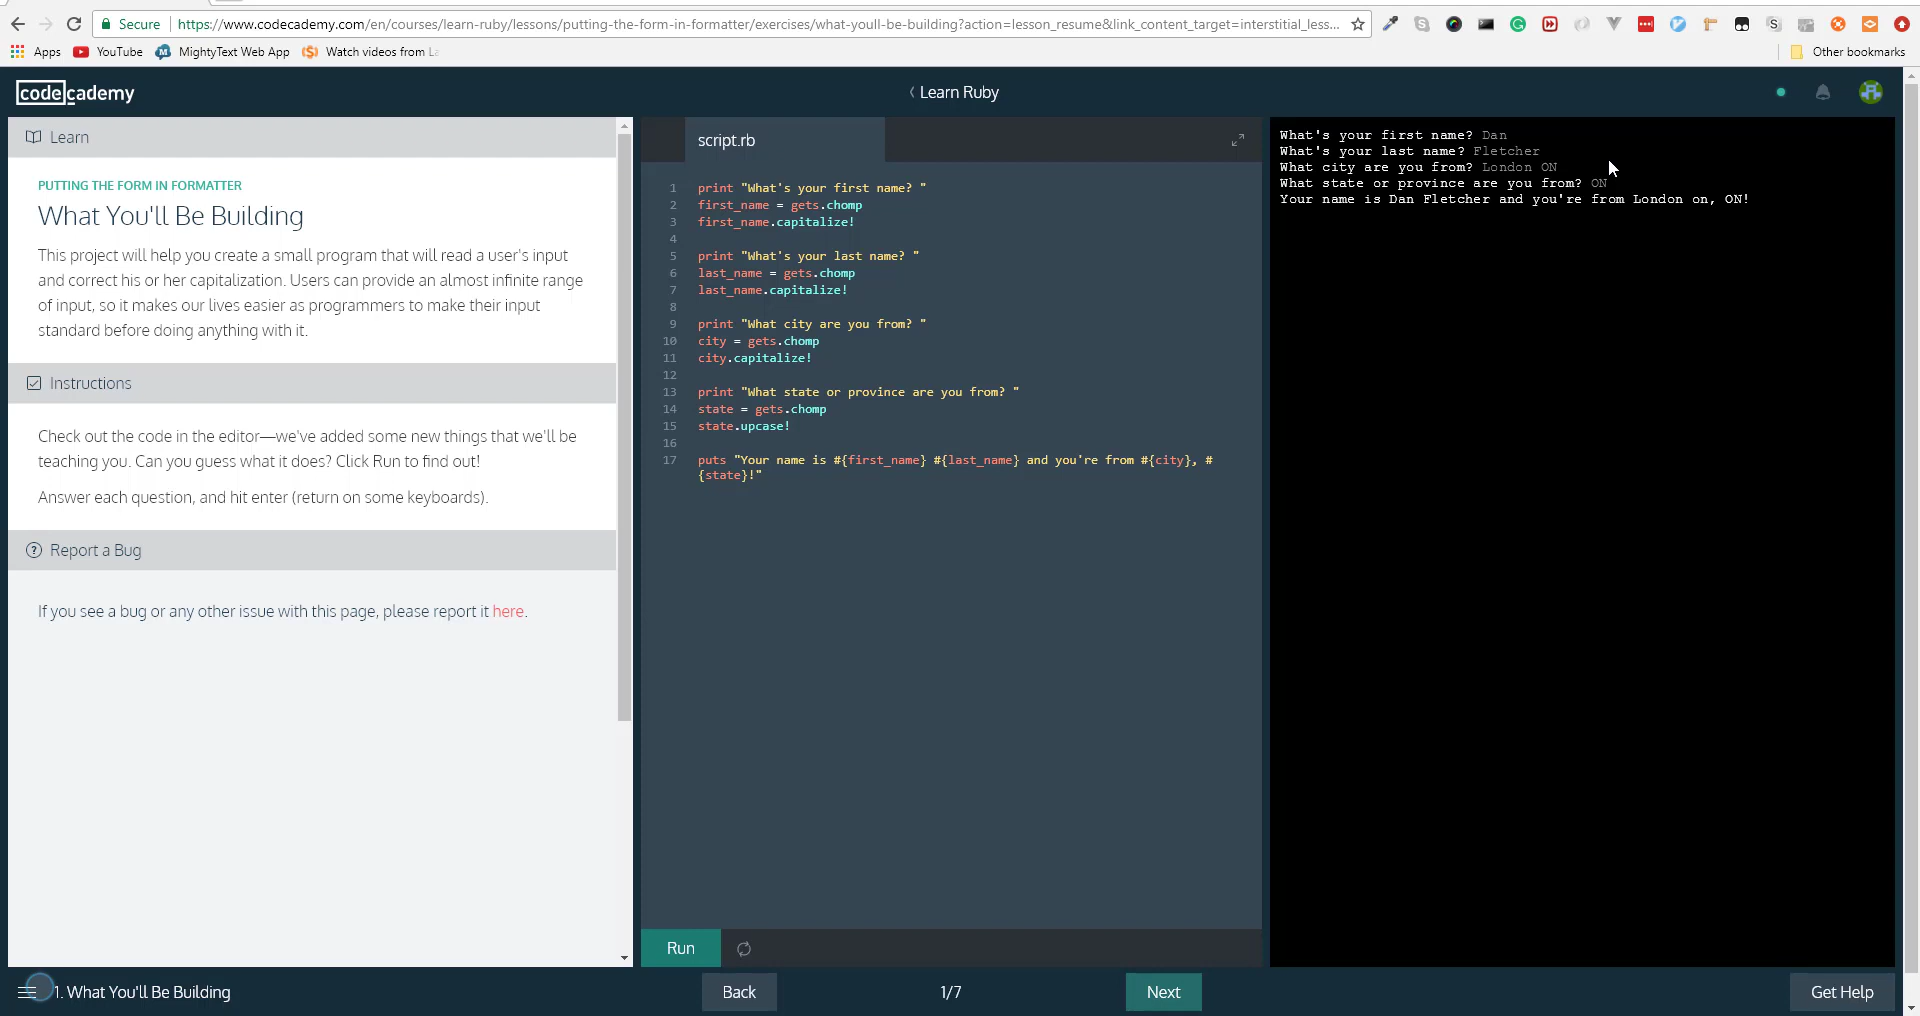 Secure https://www.codecademy.com/en/courses/learn-ruby/lessons/putting-the-form-in-formatter/exercises/what-youll-be-building?action=lesson_resume&link_content_target=interstitial_less...
Apps YouTube MightyText Web App Watch videos from La Other bookmarks
codecademy Learn Ruby
Learn
PUTTING THE FORM IN FORMATTER
What You'll Be Building
This project will help you create a small program that will read a user's input
and correct his or her capitalization. Users can provide an almost infinite range
of input, so it makes our lives easier as programmers to make their input
standard before doing anything with it.
Instructions
Check out the code in the editor—we've added some new things that we'll be
teaching you. Can you guess what it does? Click Run to find out!
Answer each question, and hit enter (return on some keyboards).
Report a Bug
If you see a bug or any other issue with this page, please report it here.
script.rb
1 print "What's your first name? "
2 first_name = gets.chomp
3 first_name.capitalize!
4
5 print "What's your last name? "
6 last_name = gets.chomp
7 last_name.capitalize!
8
9 print "What city are you from? "
10 city = gets.chomp
11 city.capitalize!
12
13 print "What state or province are you from? "
14 state = gets.chomp
15 state.upcase!
16
17 puts "Your name is #{first_name} #{last_name} and you're from #{city}, #
{state}!"
What's your first name? Dan
What's your last name? Fletcher
What city are you from? London ON
What state or province are you from? ON
Your name is Dan Fletcher and you're from London on, ON!
Run
1. What You'll Be Building Back 1/7 Next Get Help